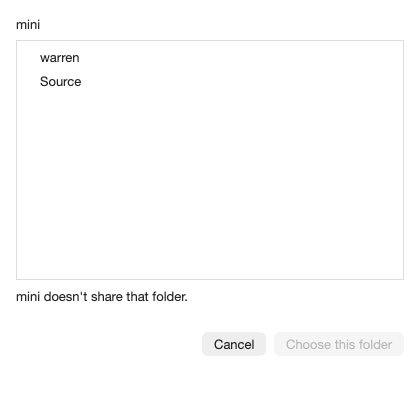 mini
warren
Source
mini doesn't share that folder.
Cancel
Choose this folder